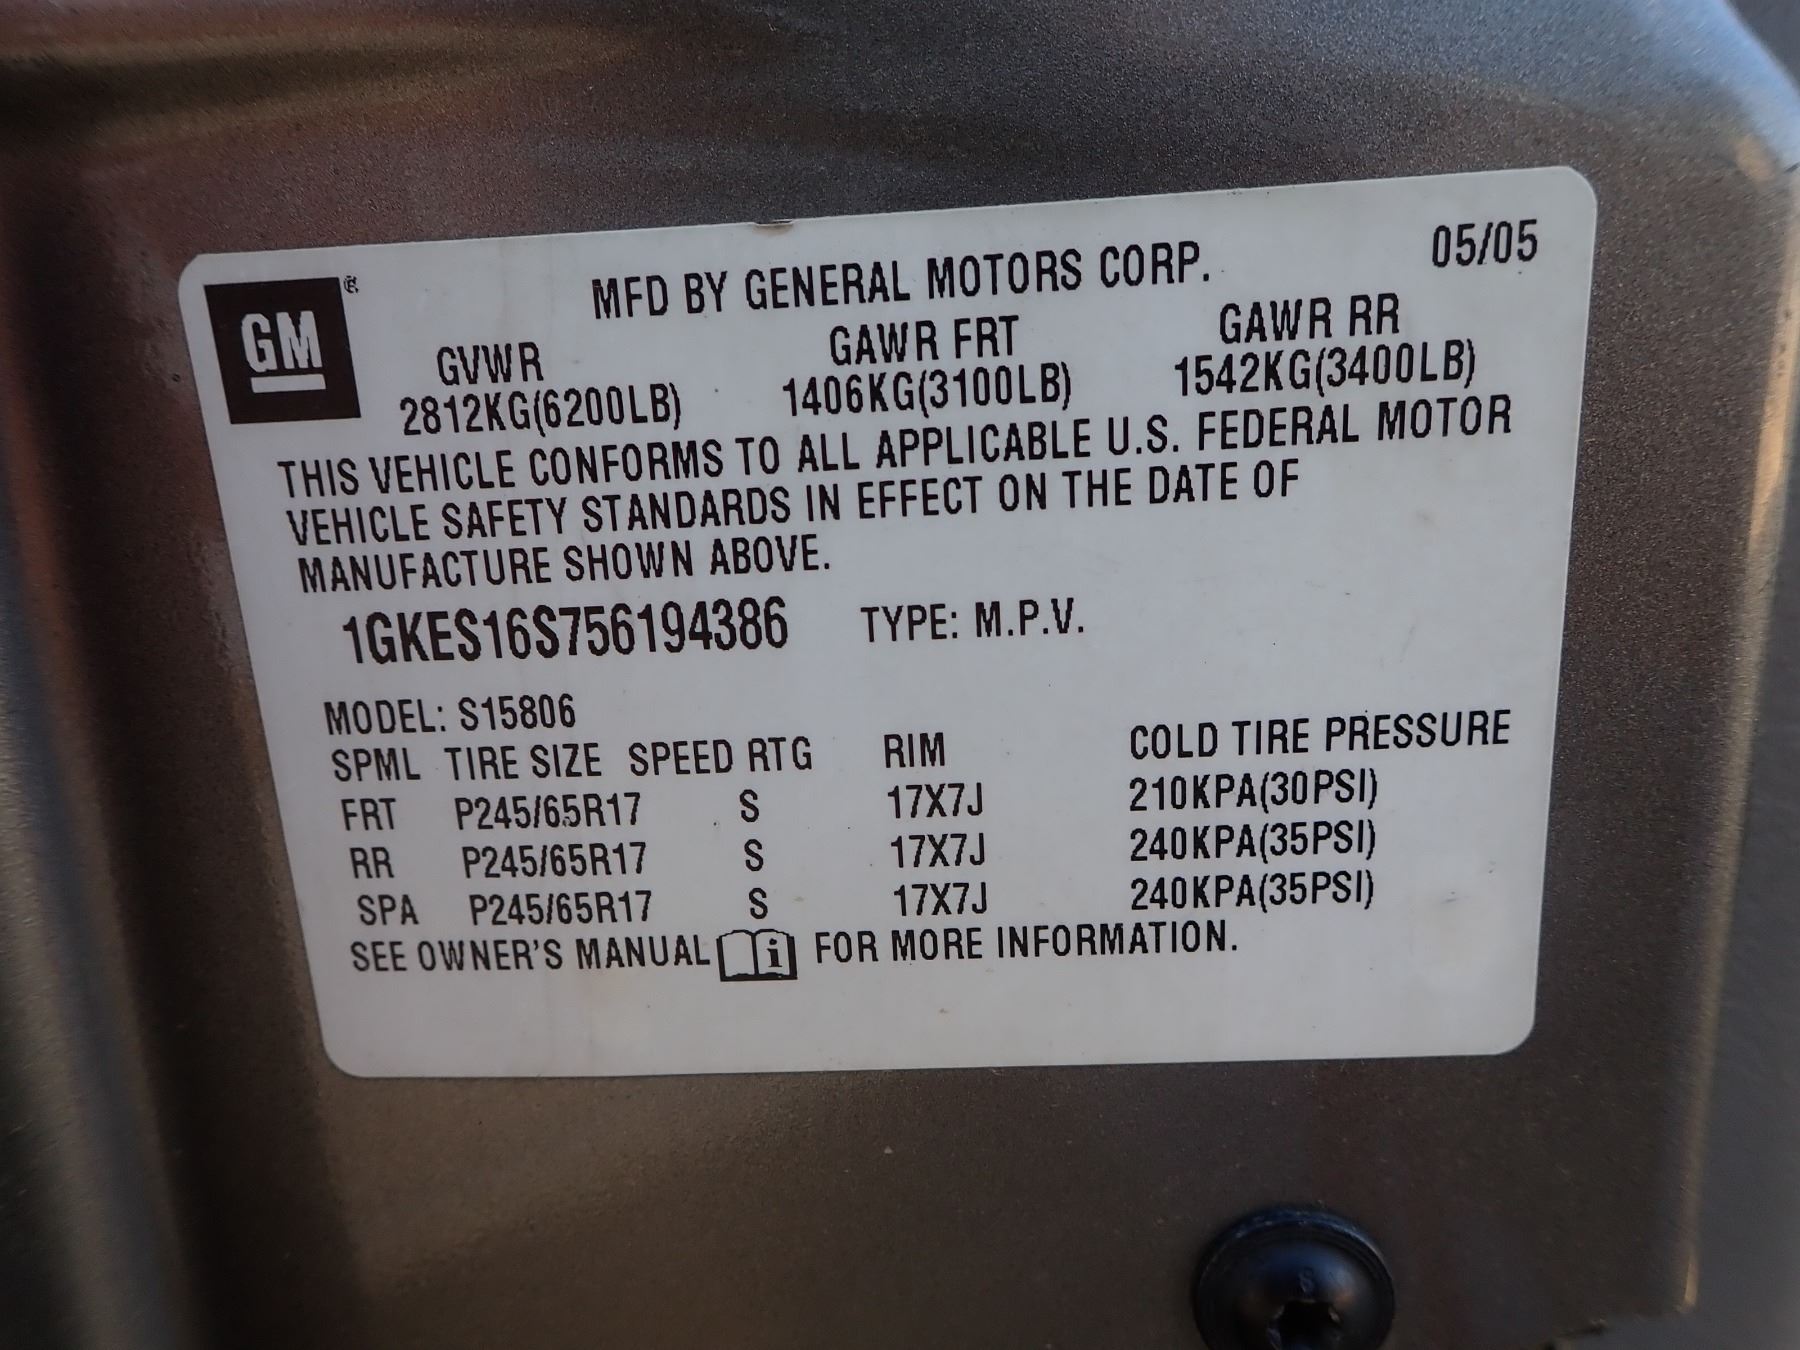 05/05
GM®
MFD BY GENERAL MOTORS CORP.
GVWR GAWR FRT GAWR RR
2812KG(6200LB) 1406KG(3100LB) 1542KG(3400LB)
THIS VEHICLE CONFORMS TO ALL APPLICABLE U.S. FEDERAL MOTOR
VEHICLE SAFETY STANDARDS IN EFFECT ON THE DATE OF
MANUFACTURE SHOWN ABOVE.
1GKES16S756194386 TYPE: M.P.V.
MODEL: S15806
SPML TIRE SIZE SPEED RTG RIM COLD TIRE PRESSURE
FRT P245/65R17 S 17X7J 210KPA(30PSI)
RR P245/65R17 S 17X7J 240KPA(35PSI)
SPA P245/65R17 S 17X7J 240KPA(35PSI)
SEE OWNER'S MANUAL i FOR MORE INFORMATION.